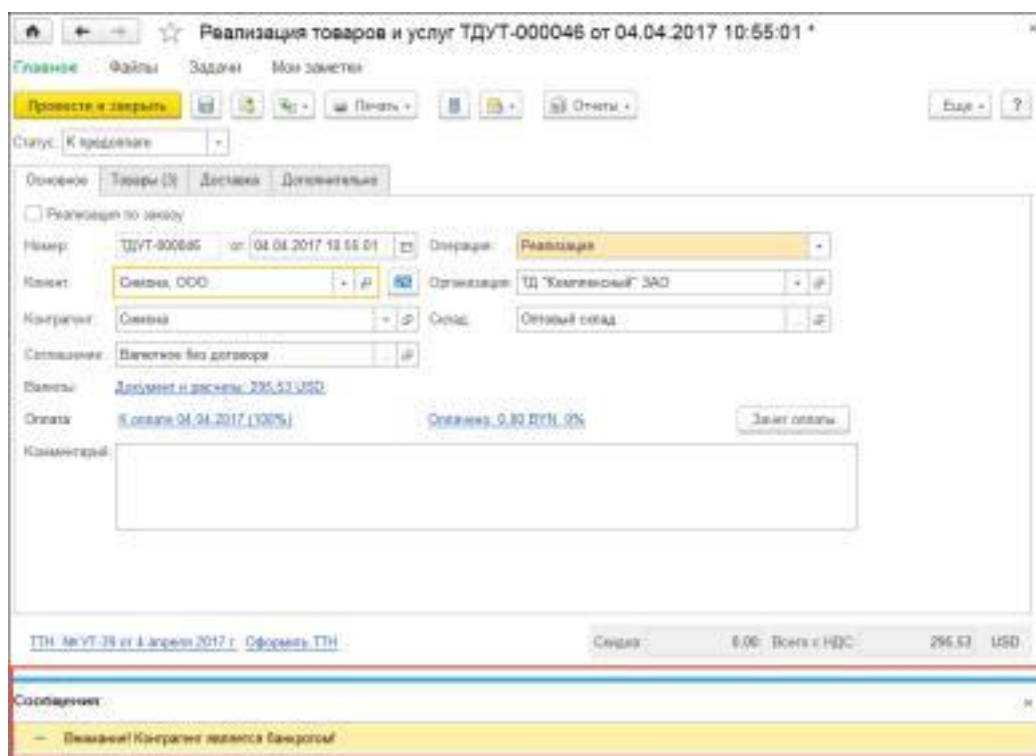 Реализация товаров и услуг ТДУТ-000046 от 04.04.2017 10:55:01 *
Главное Файлы Задачи Мои заметки
Провести и закрыть Печать Отчеты Еще ?
Статус: К предоплате
Основное Товары (3) Доставка Дополнительно
Реализация по заказу
Номер: ТДУТ-000046 от 04.04.2017 10:55:01 Операция: Реализация
Клиент: ООО Организация: ТД "Комплексный" ЗАО
Контрагент: Склад: Оптовый склад
Соглашение: Валютное без договора
Валюты: Документ и расчеты: 295,53 USD
Оплата: К оплате 04.04.2017 (100%) Оплачено: 0,00 BYN, 0% Зачет оплаты
Комментарий:
ТТН № УТ-39 от 4 апреля 2017 г. Оформить ТТН Скидка: 0,00 Всего с НДС: 295,53 USD
Сообщения:
— Внимание! Контрагент является банкротом!